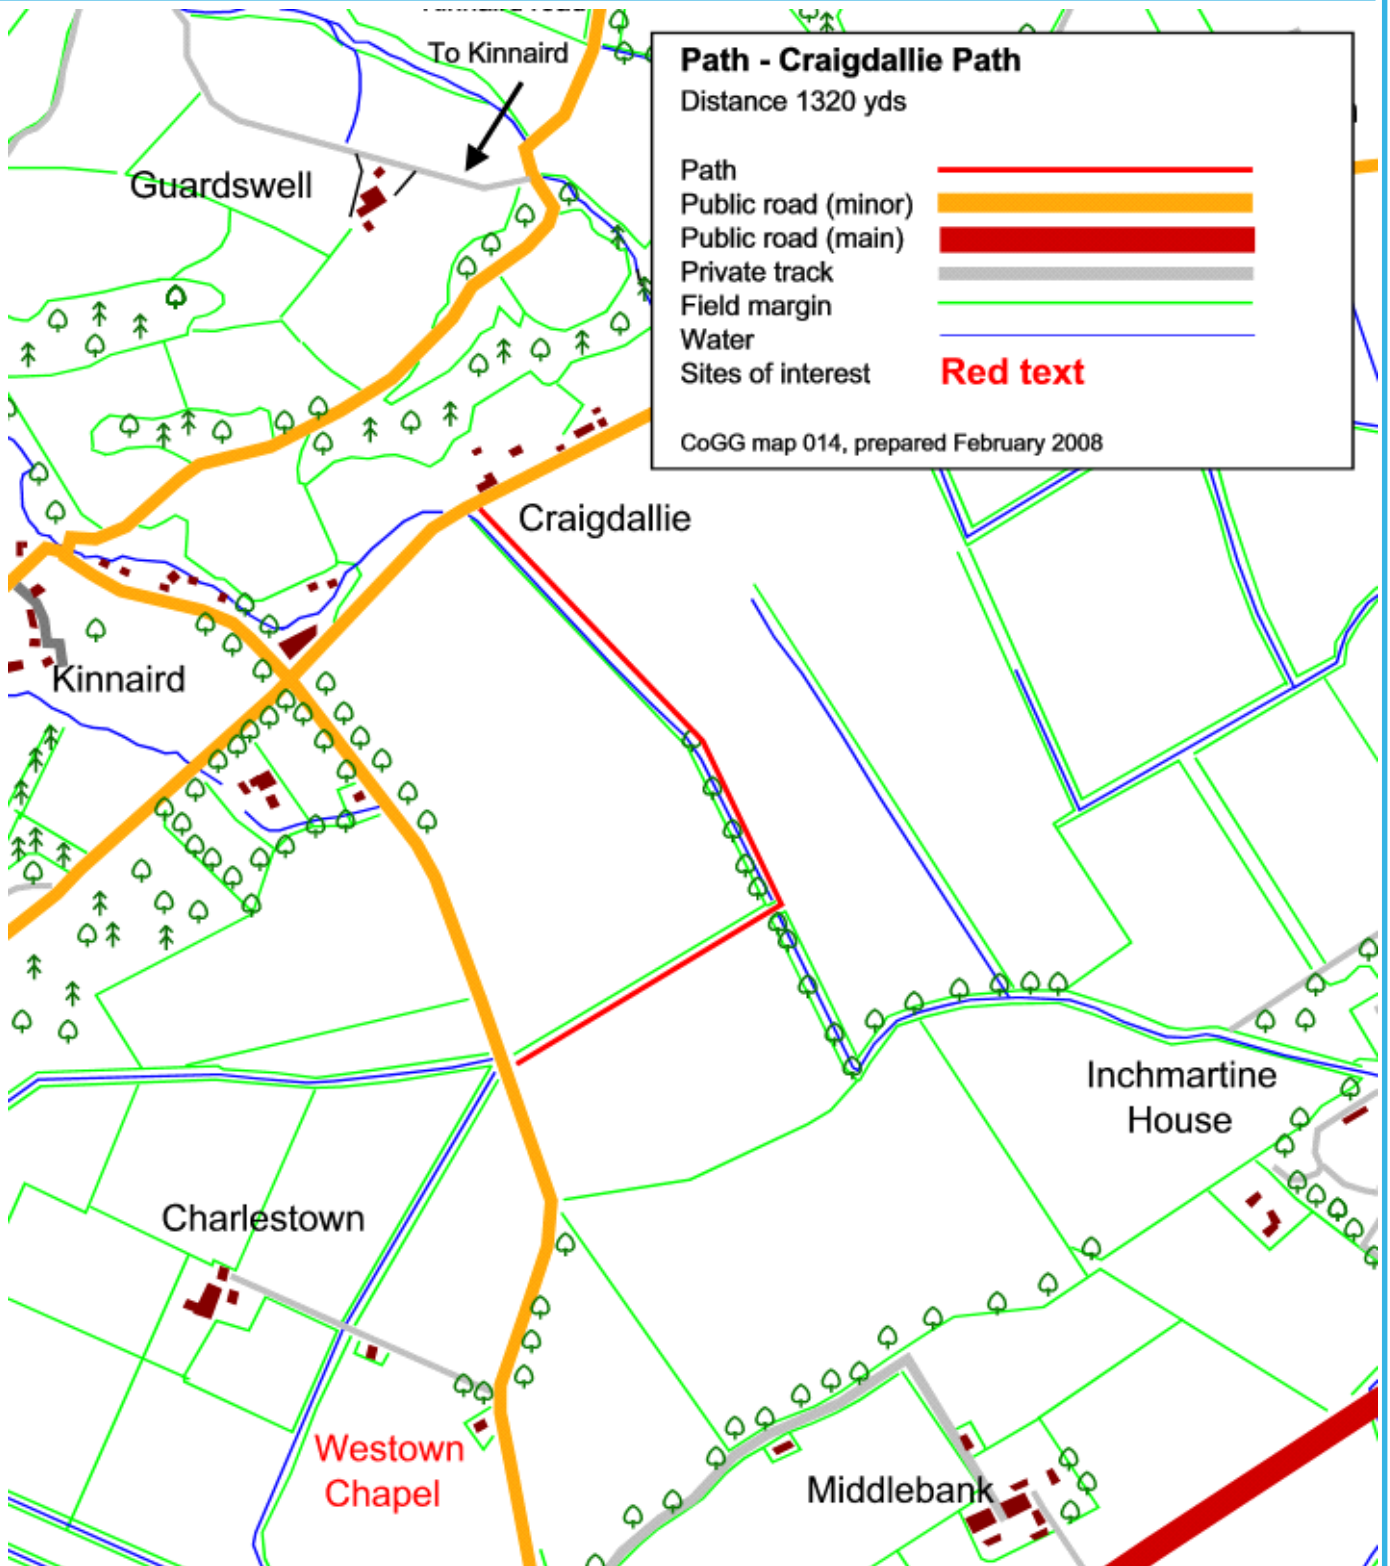 To Kinnaird
Path - Craigdallie Path
Distance 1320 yds
Path
Public road (minor)
Public road (main)
Private track
Field margin
Water
Sites of interest Red text
CoGG map 014, prepared February 2008
Guardswell
Craigdallie
Kinnaird
Inchmartine
House
Charlestown
Westown
Chapel
Middlebank